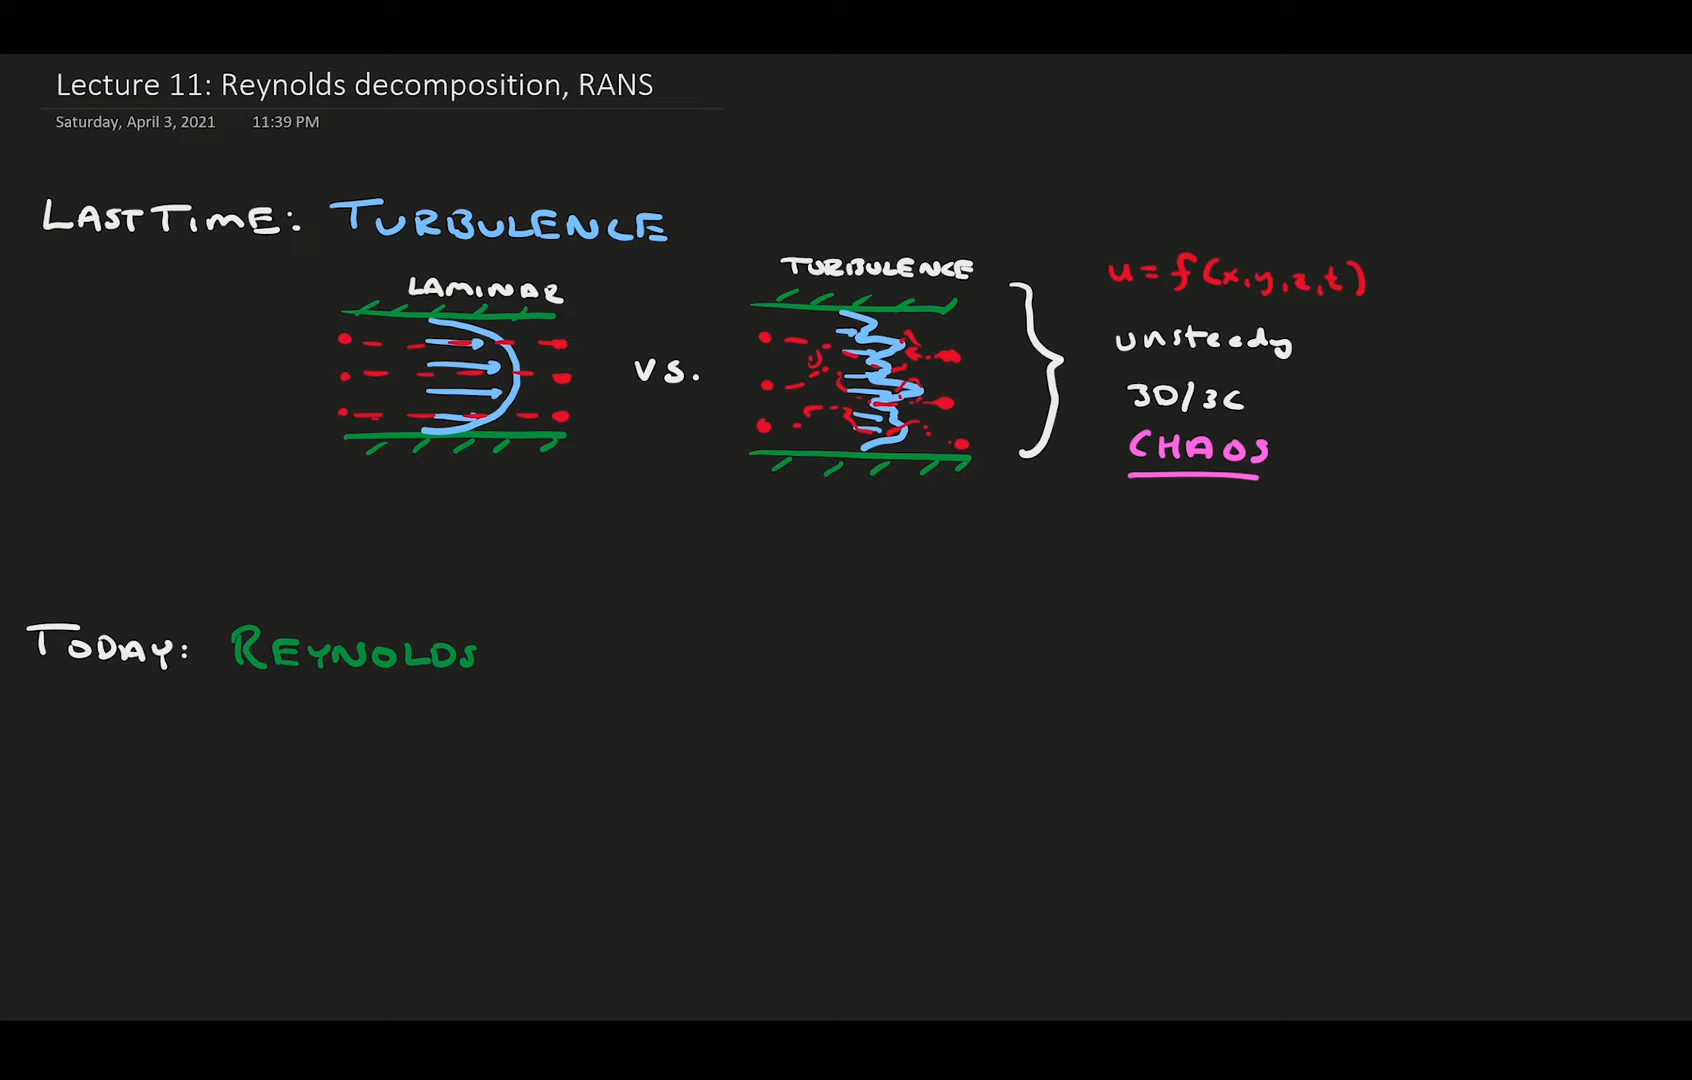 Lecture 11: Reynolds decomposition, RANS
Saturday, April 3, 2021 11:39 PM
LAST TIME: TURBULENCE
LAMINAR
vs.
TURBULENCE
u = f(x,y,z,t)
unsteady
3D/3C
CHAOS
TODAY: REYNOLDS